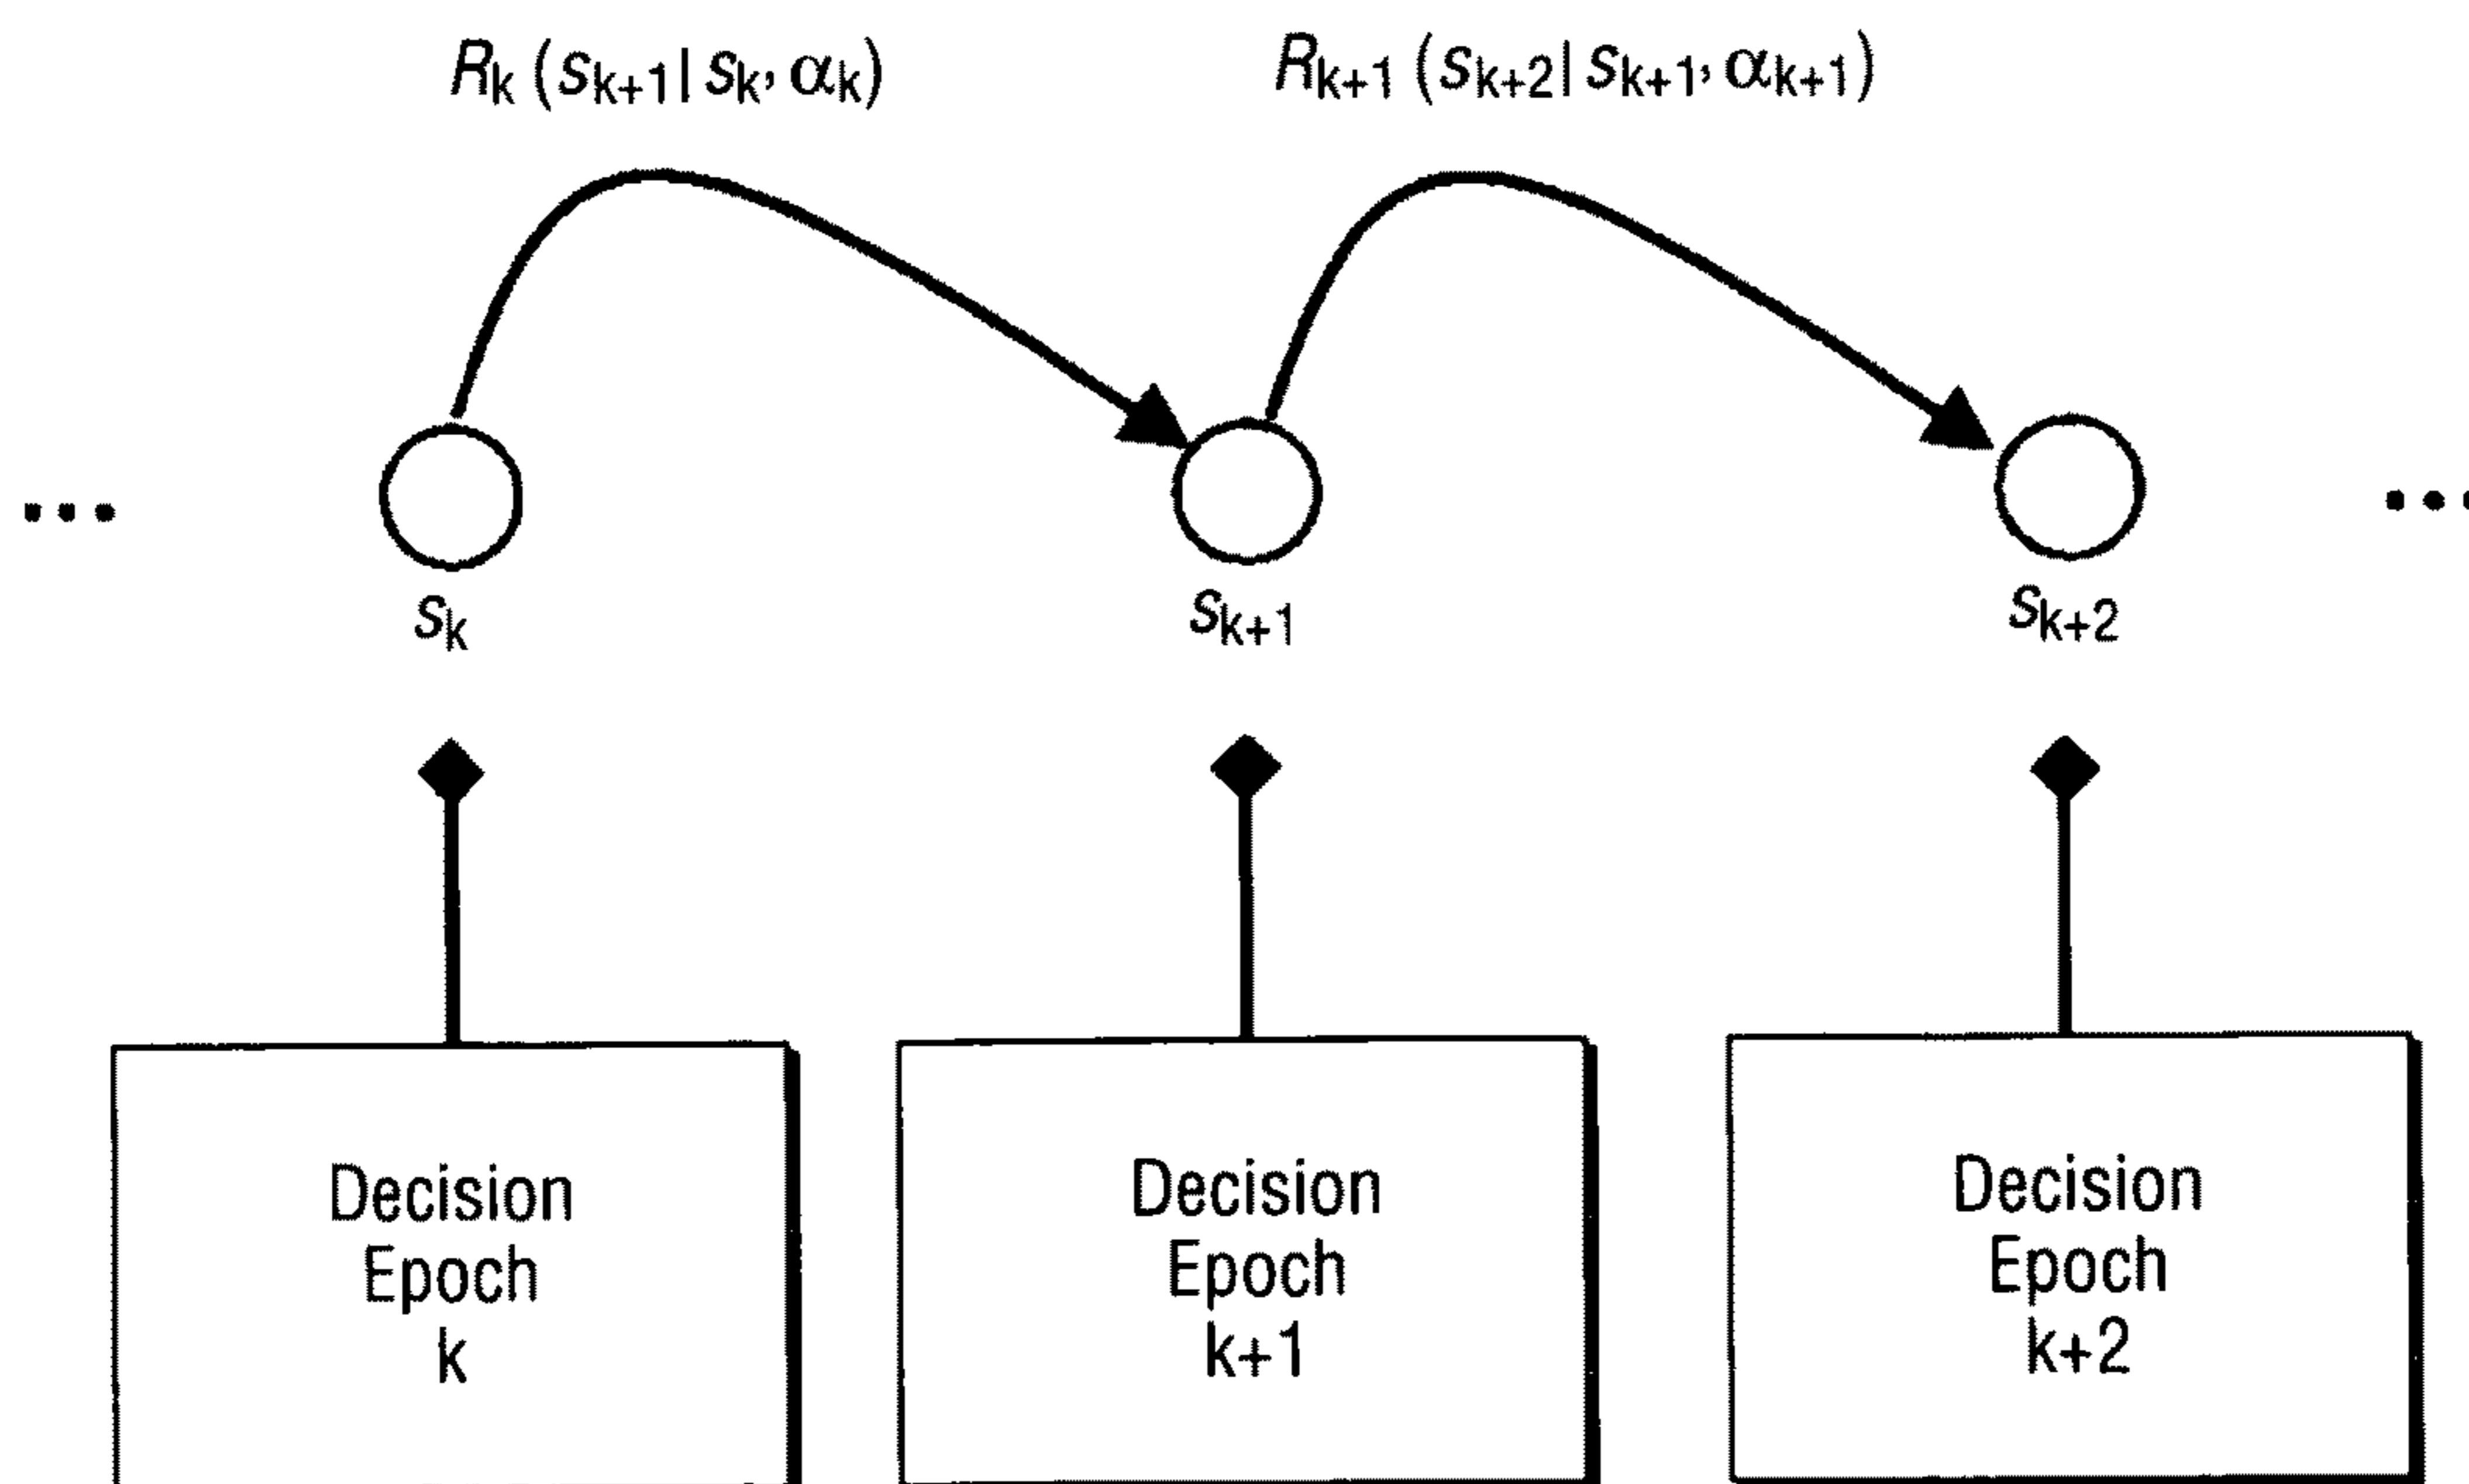 Rk (sk+1| sk, αk)
Rk+1 (sk+2| sk+1, αk+1)
... ...
sk
sk+1
sk+2
Decision
Epoch
k
Decision
Epoch
k+1
Decision
Epoch
k+2